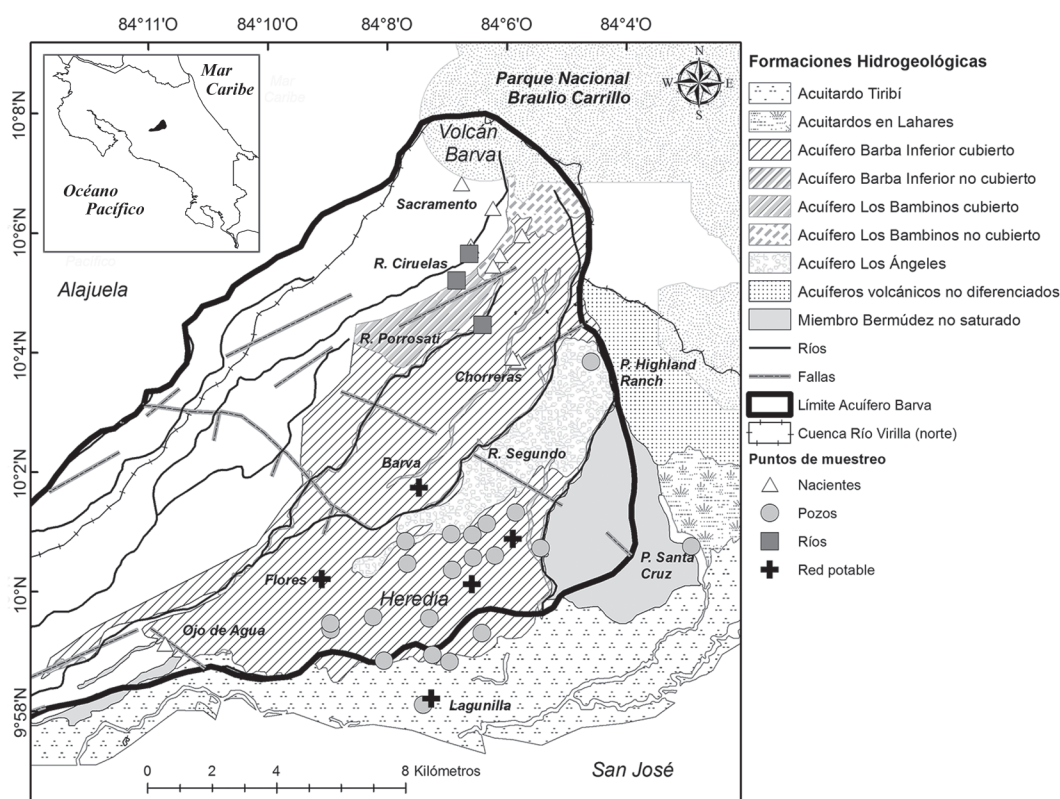 84°11'O
84°10'O
84°8'O
84°6'O
84°4'O
10°8'N
10°6'N
10°4'N
10°2'N
10°N
9°58'N
Mar
Caribe
Océano
Pacífico
Mar
Caribe
Pacífico
Parque Nacional
Braulio Carrillo
N
W
E
S
Volcán
Barva
Sacramento
R. Ciruelas
Alajuela
R. Porrosatí
P. Highland
Ranch
Chorreras
Barva
R. Segundo
P. Santa
Cruz
Flores
Heredia
Ojo de Agua
Lagunilla
San José
0
2
4
6
8 Kilómetros
Formaciones Hidrogeológicas
Acuitardo Tiribí
Acuitardos en Lahares
Acuífero Barba Inferior cubierto
Acuífero Barba Inferior no cubierto
Acuífero Los Bambinos cubierto
Acuífero Los Bambinos no cubierto
Acuífero Los Ángeles
Acuíferos volcánicos no diferenciados
Miembro Bermúdez no saturado
Ríos
Fallas
Límite Acuífero Barva
Cuenca Río Virilla (norte)
Puntos de muestreo
Nacientes
Pozos
Ríos
Red potable